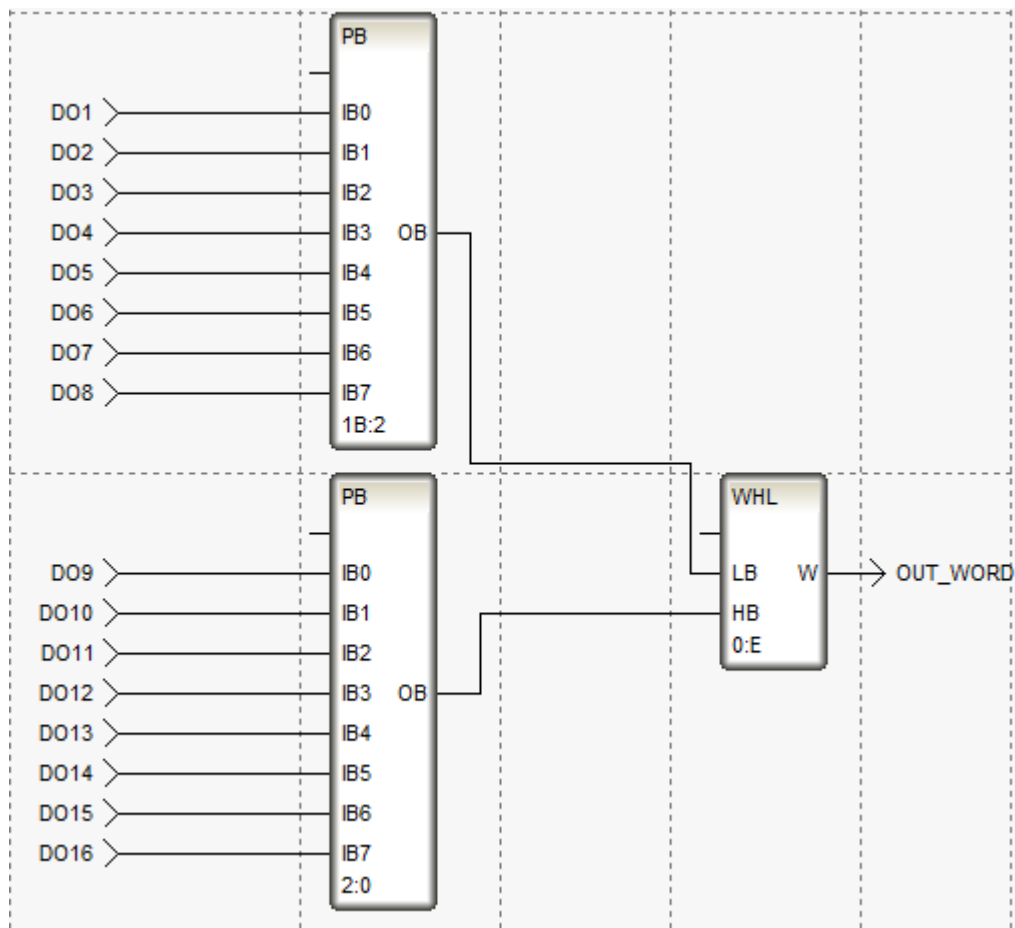 PB
DO1 IB0
DO2 IB1
DO3 IB2
DO4 IB3 OB
DO5 IB4
DO6 IB5
DO7 IB6
DO8 IB7
1B:2
PB WHL
DO9 IB0 LB W OUT_WORD
DO10 IB1 HB
DO11 IB2 0:E
DO12 IB3 OB
DO13 IB4
DO14 IB5
DO15 IB6
DO16 IB7
2:0